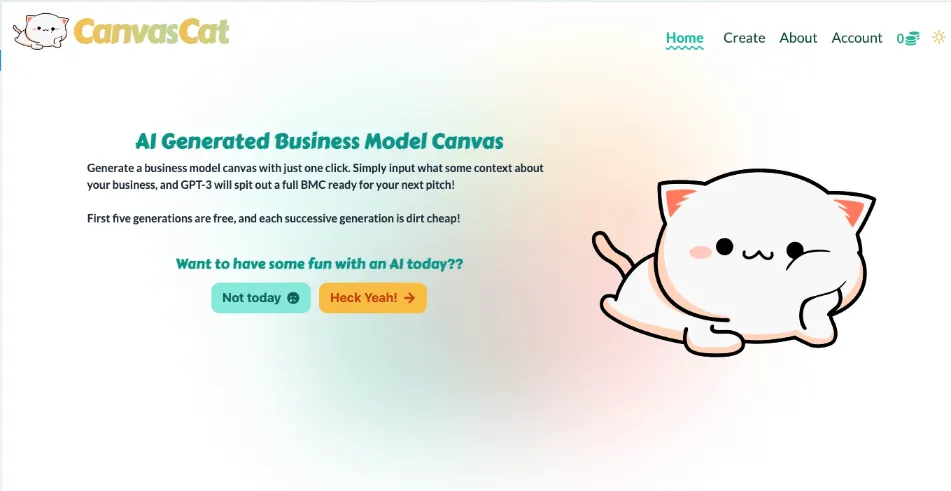 CanvasCat
Home Create About Account 0
AI Generated Business Model Canvas
Generate a business model canvas with just one click. Simply input what some context about
your business, and GPT-3 will spit out a full BMC ready for your next pitch!
First five generations are free, and each successive generation is dirt cheap!
Want to have some fun with an AI today??
Not today Heck Yeah!